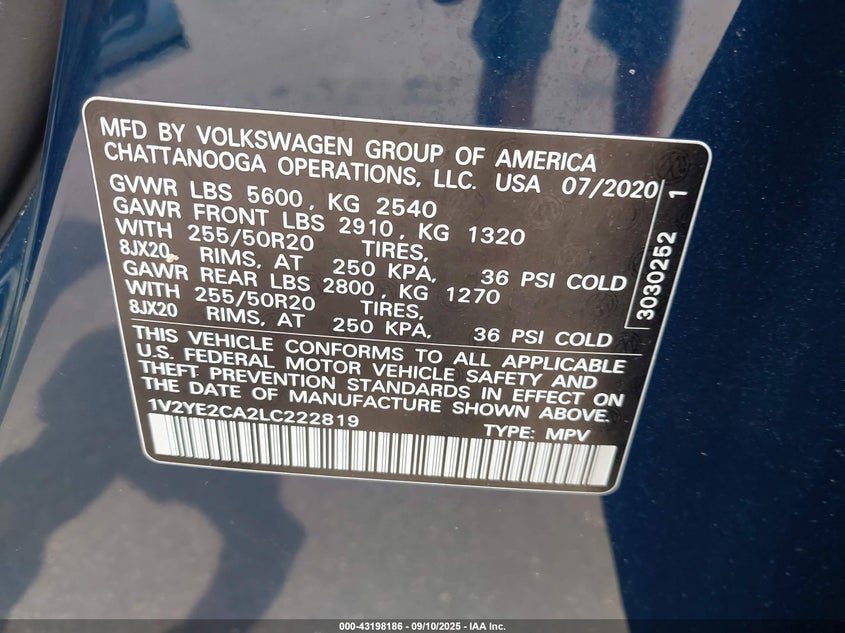 MFD BY VOLKSWAGEN GROUP OF AMERICA
CHATTANOOGA OPERATIONS, LLC. USA 07/2020
GVWR LBS 5600, KG 2540
GAWR FRONT LBS 2910, KG 1320
WITH 255/50R20 TIRES,
8JX20 RIMS, AT 250 KPA, 36 PSI COLD
GAWR REAR LBS 2800, KG 1270
WITH 255/50R20 TIRES,
8JX20 RIMS, AT 250 KPA, 36 PSI COLD
THIS VEHICLE CONFORMS TO ALL APPLICABLE
U.S. FEDERAL MOTOR VEHICLE SAFETY AND
THEFT PREVENTION STANDARDS IN EFFECT ON
THE DATE OF MANUFACTURE SHOWN ABOVE.
1V2YE2CA2LC222819 TYPE: MPV
3030252 1
000-43198186 - 09/10/2025 - IAA Inc.